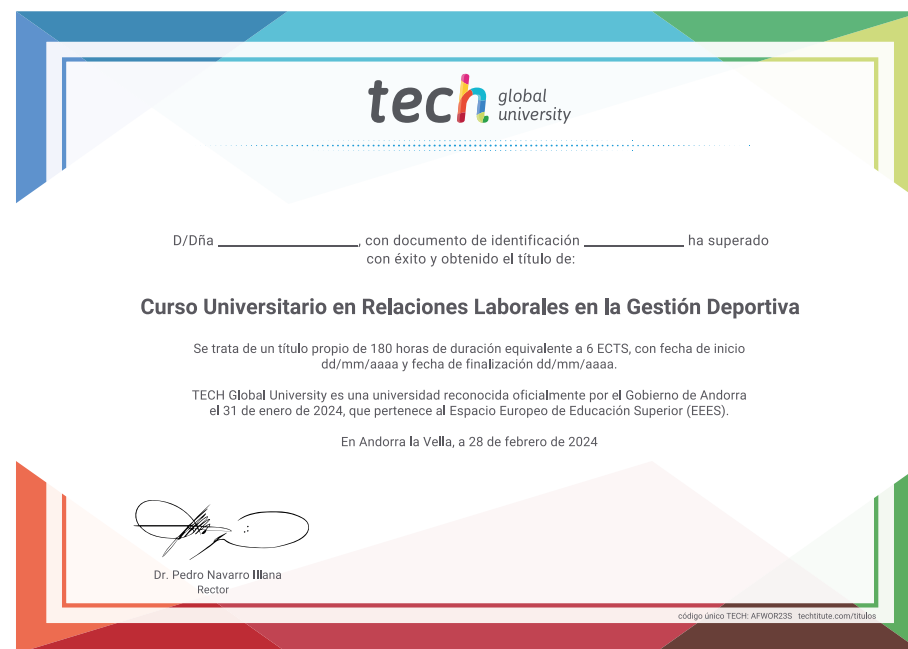 tech global
university
D/Dña ______________, con documento de identificación __________ ha superado
con éxito y obtenido el título de:
Curso Universitario en Relaciones Laborales en la Gestión Deportiva
Se trata de un título propio de 180 horas de duración equivalente a 6 ECTS, con fecha de inicio
dd/mm/aaaa y fecha de finalización dd/mm/aaaa.
TECH Global University es una universidad reconocida oficialmente por el Gobierno de Andorra
el 31 de enero de 2024, que pertenece al Espacio Europeo de Educación Superior (EEES).
En Andorra la Vella, a 28 de febrero de 2024
Dr. Pedro Navarro Illana
Rector
código único TECH: AFWOR23S techtitute.com/titulos